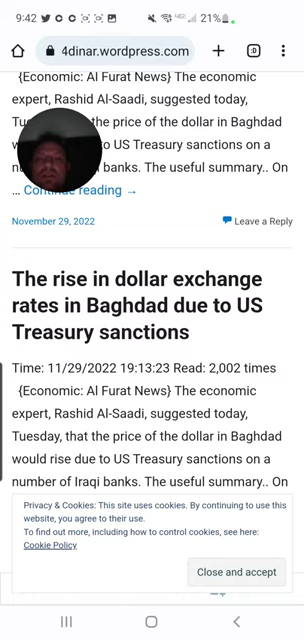 9:42
21%
4dinar.wordpress.com
{Economic: Al Furat News} The economic
expert, Rashid Al-Saadi, suggested today,
the price of the dollar in Baghdad
to US Treasury sanctions on a
banks. The useful summary.. On
... Continue reading →
November 29, 2022
Leave a Reply
The rise in dollar exchange
rates in Baghdad due to US
Treasury sanctions
Time: 11/29/2022 19:13:23 Read: 2,002 times
{Economic: Al Furat News} The economic
expert, Rashid Al-Saadi, suggested today,
Tuesday, that the price of the dollar in Baghdad
would rise due to US Treasury sanctions on a
number of Iraqi banks. The useful summary.. On
Privacy & Cookies: This site uses cookies. By continuing to use this
website, you agree to their use.
To find out more, including how to control cookies, see here:
Cookie Policy
Close and accept